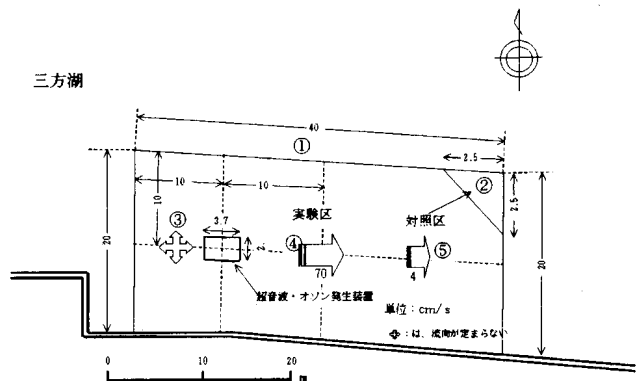 三方湖
40
①
2.5
②
10
10
10
2.5
20
③
3.7
実験区
対照区
2.
④
⑤
20
70
4
超音波・オゾン発生装置
単位：cm/s
：は、流向が定まらない
0
10
20
m